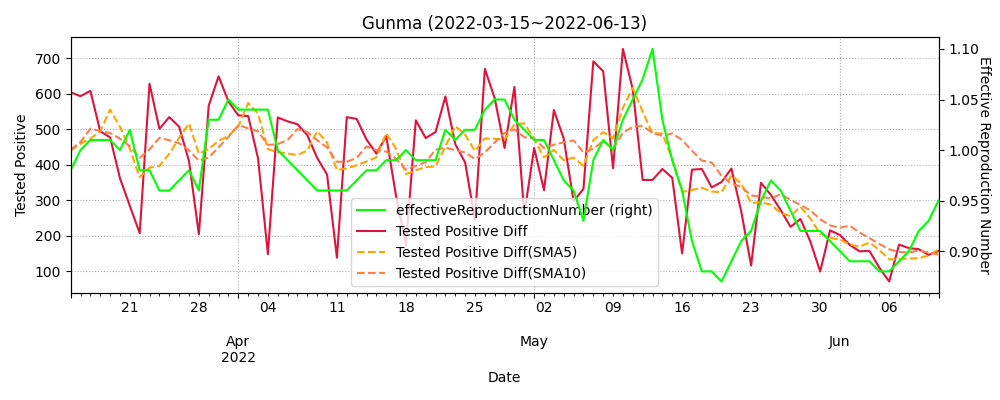 Gunma (2022-03-15~2022-06-13)
Tested Positive
700
600
500
400
300
200
100
1.10
1.05
1.00
0.95
0.90
Effective Reproduction Number
effectiveReproductionNumber (right)
Tested Positive Diff
Tested Positive Diff(SMA5)
Tested Positive Diff(SMA10)
21 28 04 11 18 25 02 09 16 23 30 06
Apr May Jun
2022
Date